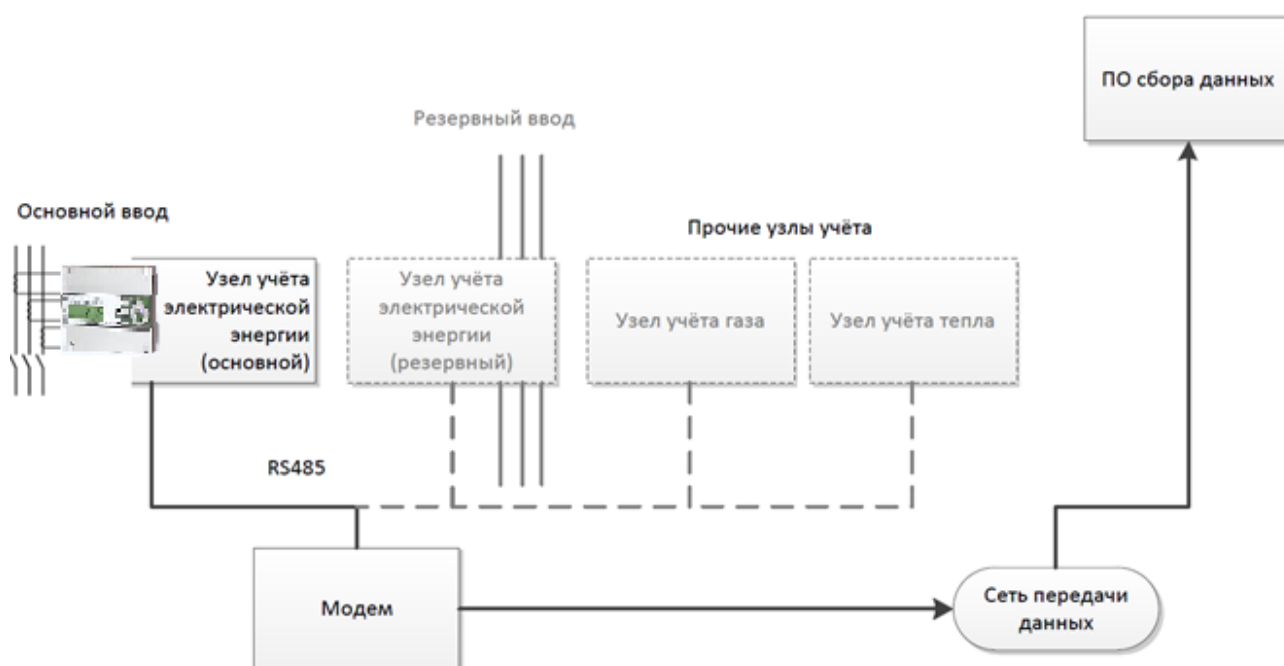 ПО сбора данных
Резервный ввод
Основной ввод
Прочие узлы учёта
Узел учёта
электрической
энергии
(основной)
Узел учёта
электрической
энергии
(резервный)
Узел учёта газа
Узел учёта тепла
RS485
Модем
Сеть передачи
данных